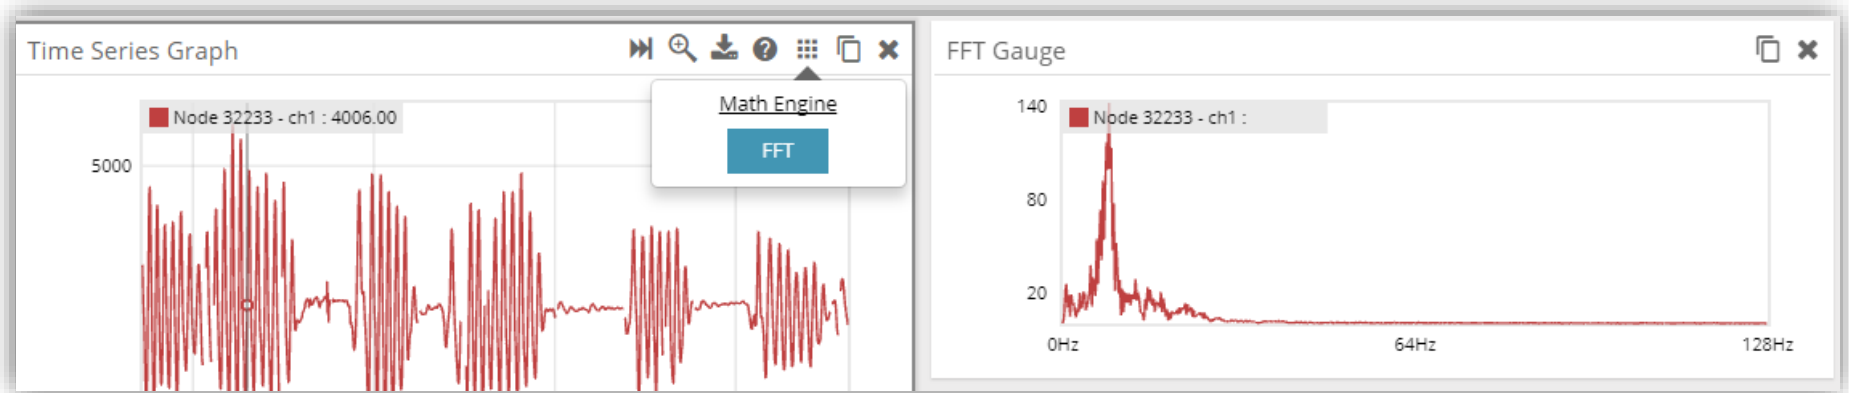 Time Series Graph
Node 32233 - ch1 : 4006.00
5000
Math Engine
FFT
FFT Gauge
Node 32233 - ch1 :
140
80
20
0Hz
64Hz
128Hz